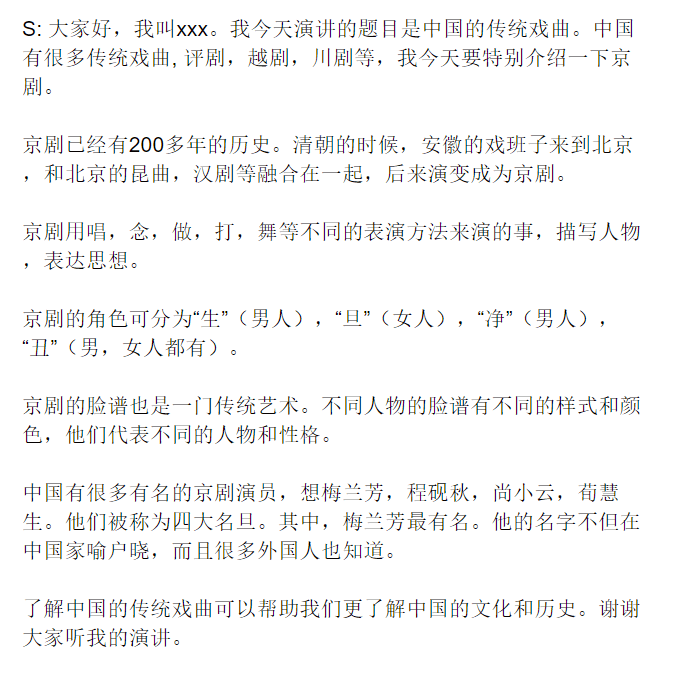 S: 大家好，我叫xxx。我今天演讲的题目是中国的传统戏曲。中国
有很多传统戏曲, 评剧，越剧，川剧等，我今天要特别介绍一下京
剧。
京剧已经有200多年的历史。清朝的时候，安徽的戏班子来到北京
，和北京的昆曲，汉剧等融合在一起，后来演变成为京剧。
京剧用唱，念，做，打，舞等不同的表演方法来演的事，描写人物
，表达思想。
京剧的角色可分为“生”（男人），“旦”（女人），“净”（男人），
“丑”（男，女人都有）。
京剧的脸谱也是一门传统艺术。不同人物的脸谱有不同的样式和颜
色，他们代表不同的人物和性格。
中国有很多有名的京剧演员，想梅兰芳，程砚秋，尚小云，荀慧
生。他们被称为四大名旦。其中，梅兰芳最有名。他的名字不但在
中国家喻户晓，而且很多外国人也知道。
了解中国的传统戏曲可以帮助我们更了解中国的文化和历史。谢谢
大家听我的演讲。